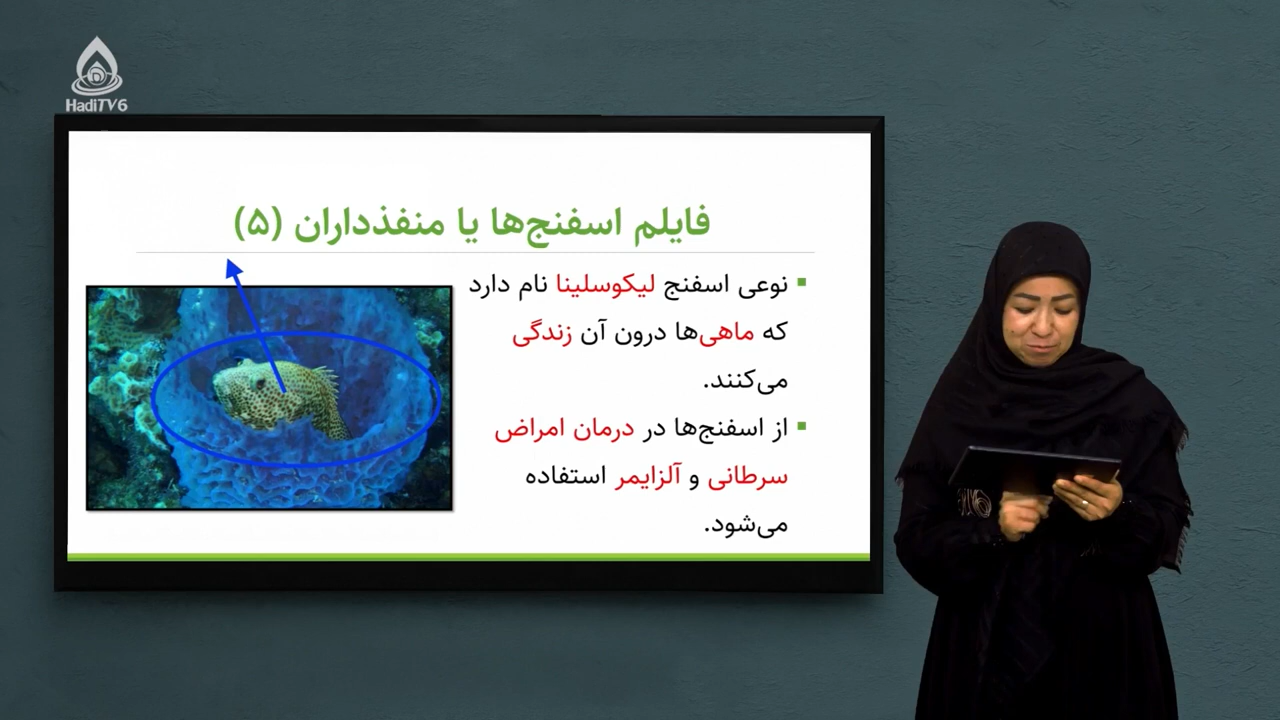 HadiTV6
فایلم اسفنج‌ها یا منفذداران (۵)
نوعی اسفنج لیکوسلینا نام دارد
که ماهی‌ها درون آن زندگی
می‌کنند.
از اسفنج‌ها در درمان امراض
سرطانی و آلزایمر استفاده
می‌شود.